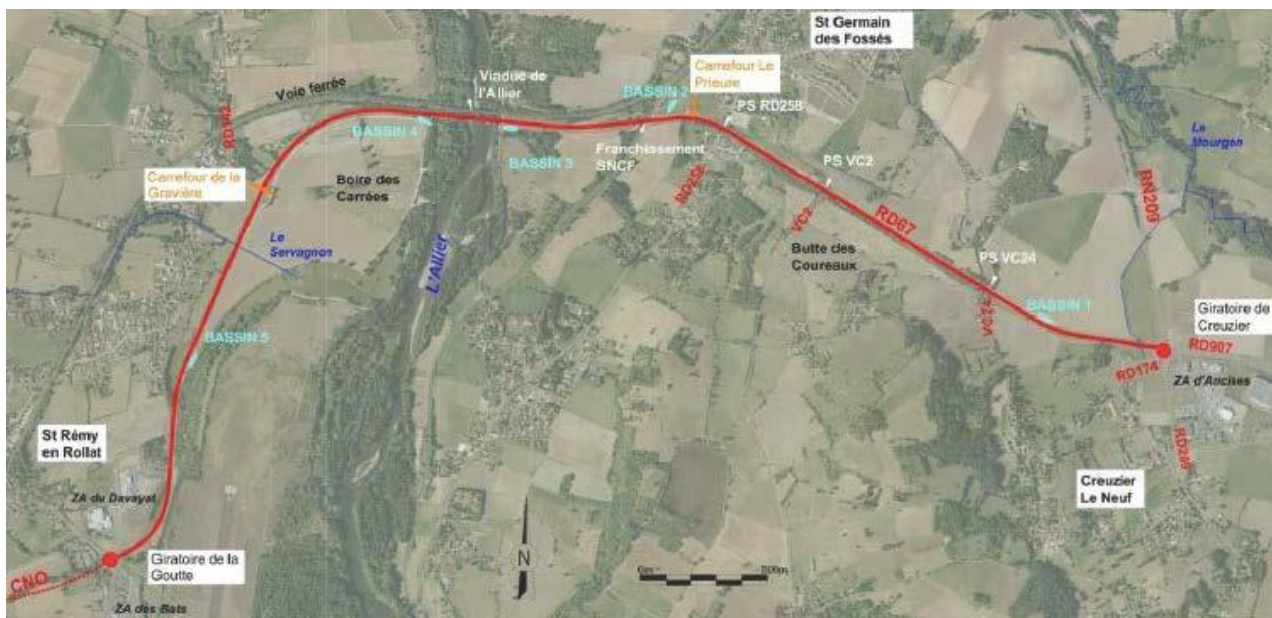 St Germain
des Fossés
Carrefour Le
Prieuré
Voie ferrée
Viaduc de
l'Allier
BASSIN 2
PS RD258
Le
Mourgon
BASSIN 4
BASSIN 3
Franchissement
SNCF
PS VC2
Carrefour de la
Gravière
Boire des
Carrées
RD258
RN209
VC2
RD67
Le
Servagnon
L'Allier
Butte des
Coureaux
PS VC24
BASSIN 1
Giratoire de
Creuzier
VC24
BASSIN 5
RD907
RD174
ZA d'Ancises
St Rémy
en Rollat
RD209
Creuzier
Le Neuf
ZA du Davayat
Giratoire de la
Goutte
N
0m
500m
CNO
ZA des Bats